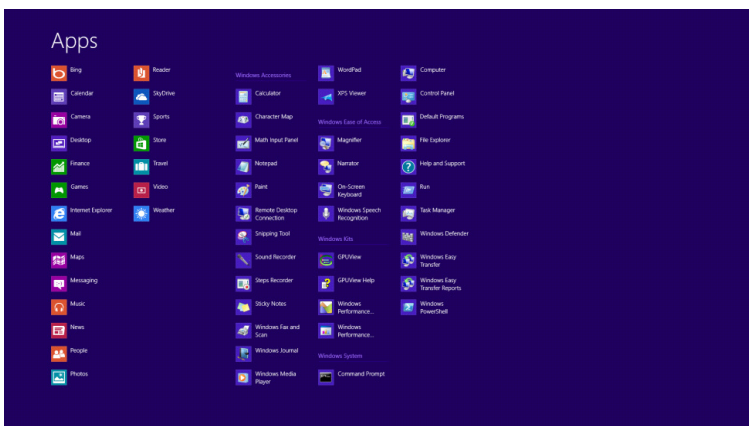 Apps
Bing
Calendar
Camera
Desktop
Finance
Games
Internet Explorer
Mail
Maps
Messaging
Music
News
People
Photos
Reader
SkyDrive
Sports
Store
Travel
Video
Weather
Windows Accessories
Calculator
Character Map
Math Input Panel
Notepad
Paint
Remote Desktop
Connection
Snipping Tool
Sound Recorder
Steps Recorder
Sticky Notes
Windows Fax and
Scan
Windows Journal
Windows Media
Player
WordPad
XPS Viewer
Windows Ease of Access
Magnifier
Narrator
On-Screen
Keyboard
Windows Speech
Recognition
Windows Kits
GPUView
GPUView Help
Windows
Performance...
Windows
Performance...
Windows System
Command Prompt
Computer
Control Panel
Default Programs
File Explorer
Help and Support
Run
Task Manager
Windows Defender
Windows Easy
Transfer
Windows Easy
Transfer Reports
Windows
PowerShell